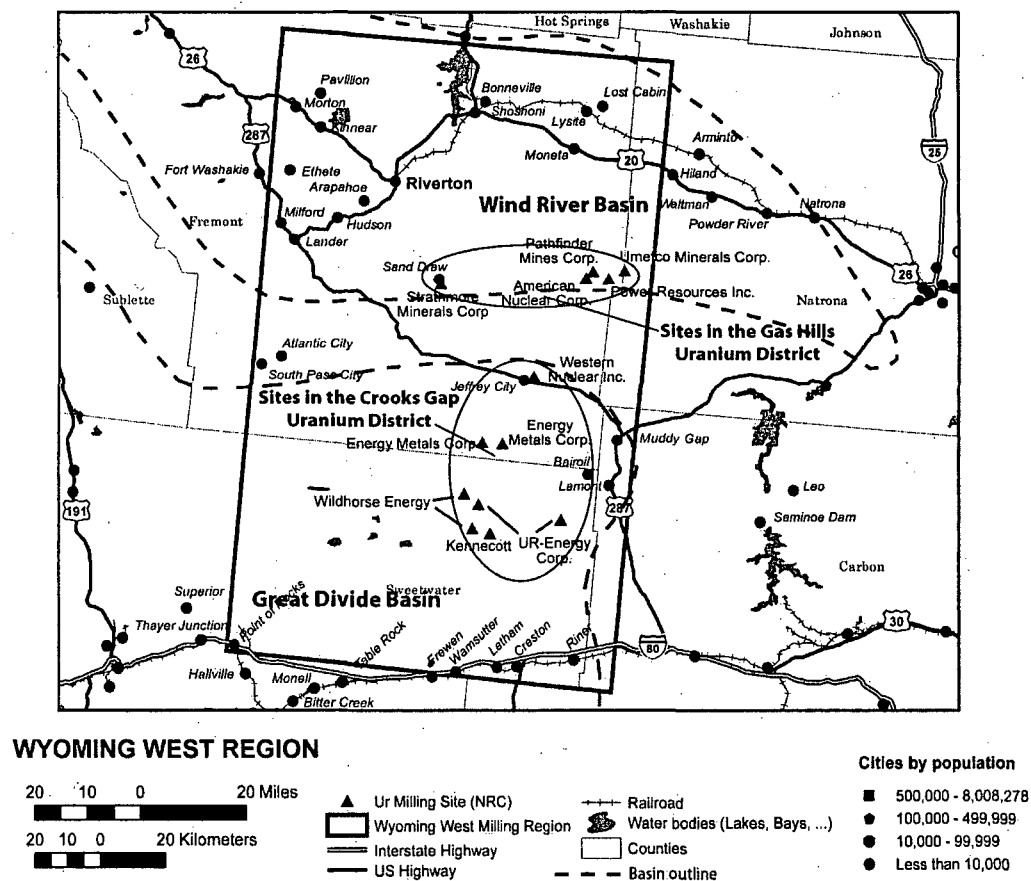 Hot Springs
Washakie
Johnson
26
Pavillion
Morton
Kinnear
287
Bonneville
Shoshoni
Lost Cabin
Lysite
Arminto
25
Moneta
20
Fort Washakie
Ethete
Arapahoe
Riverton
Hiland
Waltman
Wind River Basin
Powder River
Natrona
Fremont
Milford
Hudson
Lander
Pathfinder
Mines Corp.
Umetco Minerals Corp.
Sand Draw
26
Sublette
Strathmore
Minerals Corp
American
Nuclear Corp.
Power Resources Inc.
Natrona
Sites in the Gas Hills
Uranium District
Atlantic City
South Pass City
Western
Nuclear Inc.
Jeffrey City
Sites in the Crooks Gap
Uranium District
Energy Metals Corp
Energy
Metals Corp.
Muddy Gap
Bairoil
Lamont
Leo
Wildhorse Energy
287
191
Seminoe Dam
Kennecott
UR-Energy
Corp.
Carbon
Superior
Sweetwater
Great Divide Basin
Thayer Junction
Point of Rocks
Table Rock
Frewen
Wamsutter
Latham
Creston
Riner
80
30
Hallville
Monell
Bitter Creek
WYOMING WEST REGION
20 10 0 20 Miles
20 10 0 20 Kilometers
Ur Milling Site (NRC)
Wyoming West Milling Region
Interstate Highway
US Highway
Railroad
Water bodies (Lakes, Bays, ...)
Counties
Basin outline
Cities by population
500,000 - 8,008,278
100,000 - 499,999
10,000 - 99,999
Less than 10,000